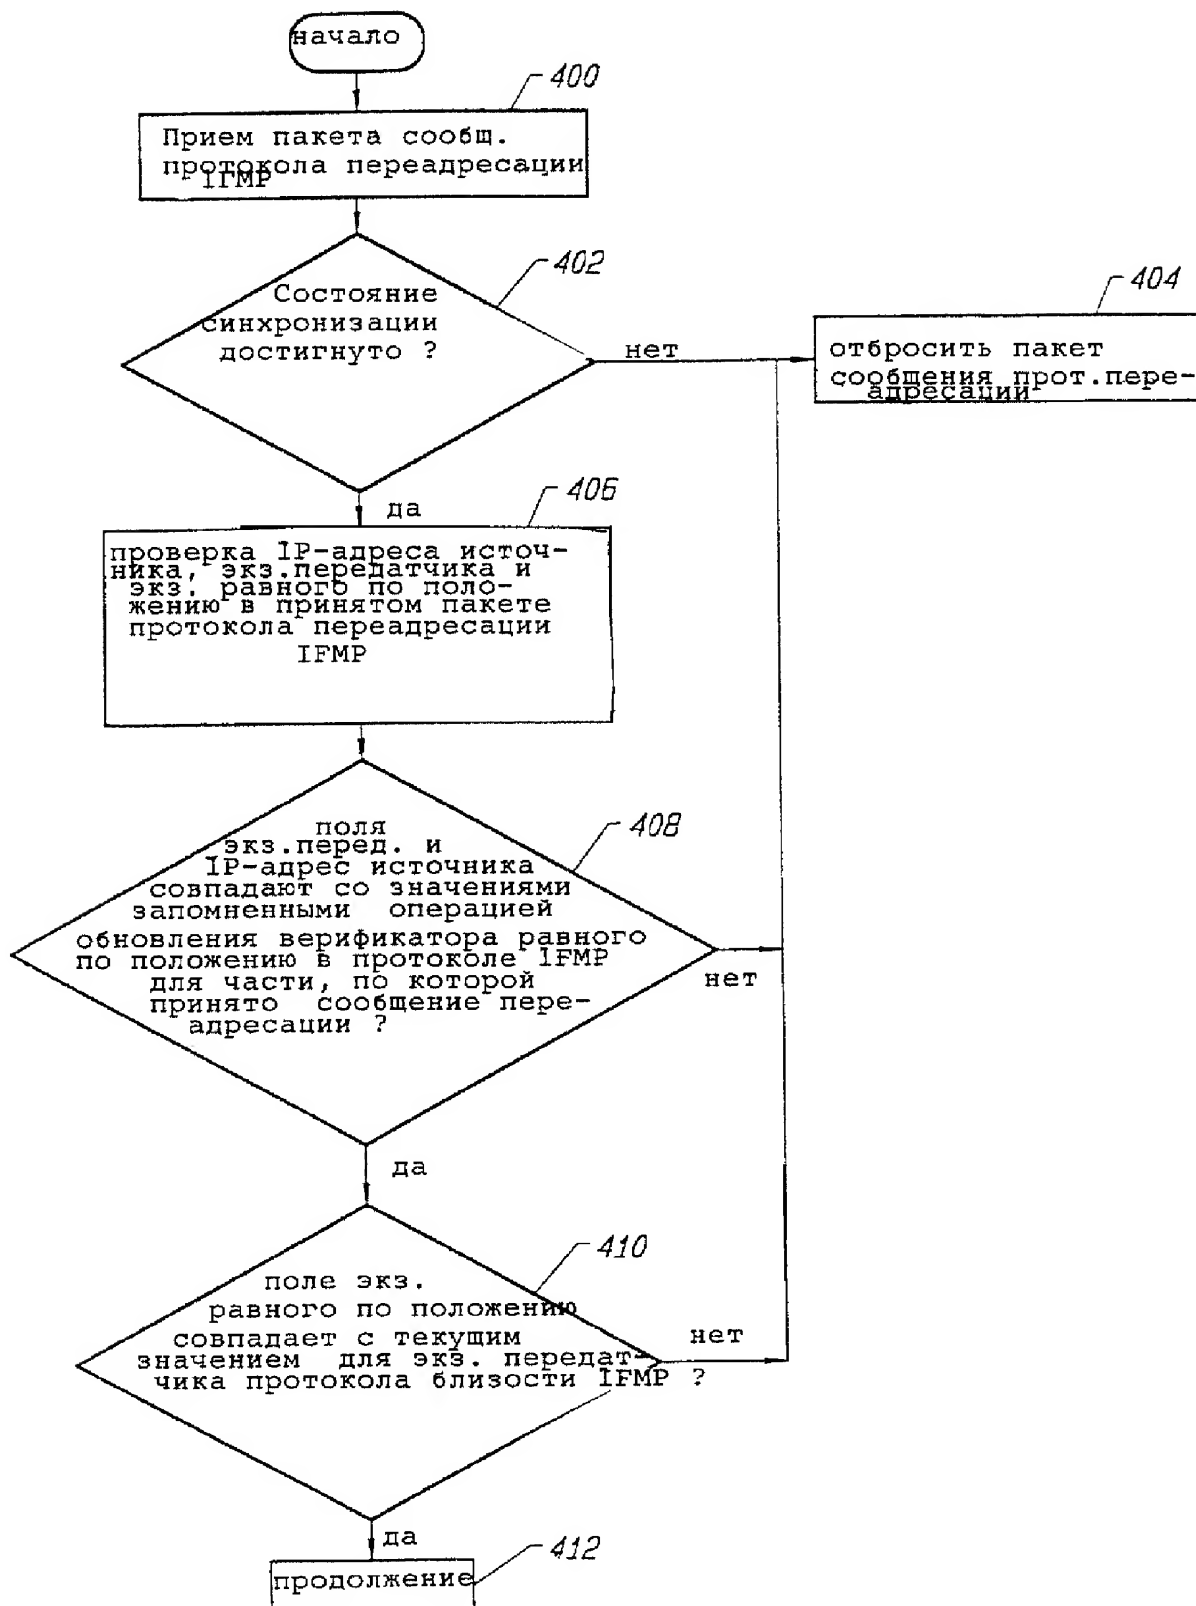 начало
400
Прием пакета сообщ.
протокола переадресации
IFMP
402
Состояние
синхронизации
достигнуто ?
нет
404
отбросить пакет
сообщения прот.пере-
адресации
да
406
проверка IP-адреса источ-
ника, экз.передатчика и
экз. равного по поло-
жению в принятом пакете
протокола переадресации
IFMP
408
поля
экз.перед. и
IP-адрес источника
совпадают со значениями
запомненными операцией
обновления верификатора равного
по положению в протоколе IFMP
для части, по которой
принято сообщение пере-
адресации ?
нет
да
410
поле экз.
равного по положению
совпадает с текущим
значением для экз. передат-
чика протокола близости IFMP ?
нет
да
412
продолжение